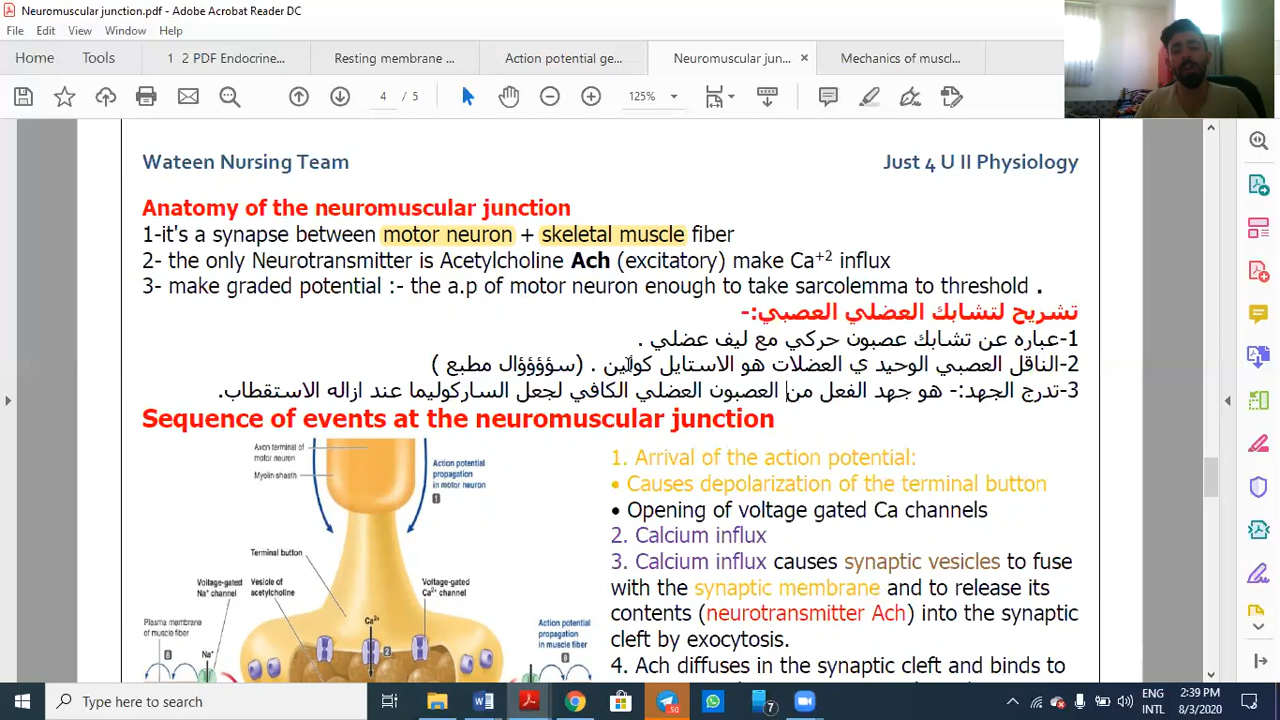 Neuromuscular junction.pdf - Adobe Acrobat Reader DC
File Edit View Window Help
Home Tools 1 2 PDF Endocrine... Resting membrane ... Action potential ge... Neuromuscular jun... × Mechanics of muscl...
4 / 5 125%
Wateen Nursing Team Just 4 U II Physiology
Anatomy of the neuromuscular junction
1-it's a synapse between motor neuron + skeletal muscle fiber
2- the only Neurotransmitter is Acetylcholine Ach (excitatory) make Ca+2 influx
3- make graded potential :- the a.p of motor neuron enough to take sarcolemma to threshold .
تشريح لتشابك العضلي العصبي:-
1-عباره عن تشابك عصبون حركي مع ليف عضلي .
2-الناقل العصبي الوحيد ي العضلات هو الاستايل كولين . (سؤؤؤؤال مطبع )
3-تدرج الجهد:- هو جهد الفعل من العصبون العضلي الكافي لجعل الساركوليما عند ازاله الاستقطاب.
Sequence of events at the neuromuscular junction
Axon terminal of
motor neuron
Myolin sheath
Action potential
propagation
in motor neuron
1
Terminal button
Voltage-gated
Na+ channel
Vesicle of
acetylcholine
Voltage-gated
Ca2+ channel
Plasma membrane
of muscle fiber
Ca2+
2
Action potential
propagation
in muscle fiber
8
Na+
8
1. Arrival of the action potential:
• Causes depolarization of the terminal button
• Opening of voltage gated Ca channels
2. Calcium influx
3. Calcium influx causes synaptic vesicles to fuse
with the synaptic membrane and to release its
contents (neurotransmitter Ach) into the synaptic
cleft by exocytosis.
4. Ach diffuses in the synaptic cleft and binds to
Type here to search
ENG
INTL
2:39 PM
8/3/2020